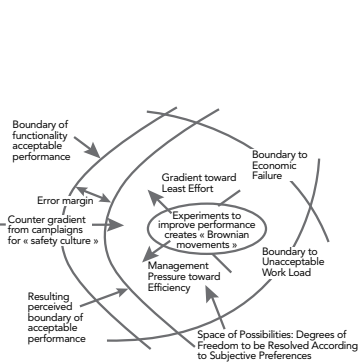 Boundary of
functionality
acceptable
performance
Boundary to
Economic
Failure
Gradient toward
Least Effort
Error margin
Counter gradient
from camplaigns
for « safety culture »
Experiments to
improve performance
creates « Brownian
movements »
Management
Pressure toward
Efficiency
Boundary to
Unacceptable
Work Load
Resulting
perceived
boundary of
acceptable
performance
Space of Possibilities: Degrees of
Freedom to be Resolved According
to Subjective Preferences